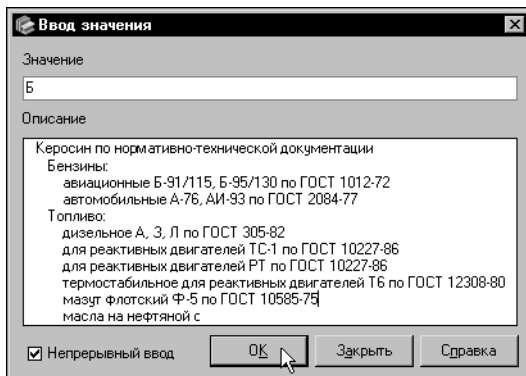 Ввод значения
Значение
Б
Описание
Керосин по нормативно-технической документации
Бензины:
авиационные Б-91/115, Б-95/130 по ГОСТ 1012-72
автомобильные А-76, АИ-93 по ГОСТ 2084-77
Топливо:
дизельное А, З, Л по ГОСТ 305-82
для реактивных двигателей ТС-1 по ГОСТ 10227-86
для реактивных двигателей РТ по ГОСТ 10227-86
термостабильное для реактивных двигателей Т6 по ГОСТ 12308-80
мазут флотский Ф-5 по ГОСТ 10585-75
масла на нефтяной с
Непрерывный ввод OK Закрыть Справка